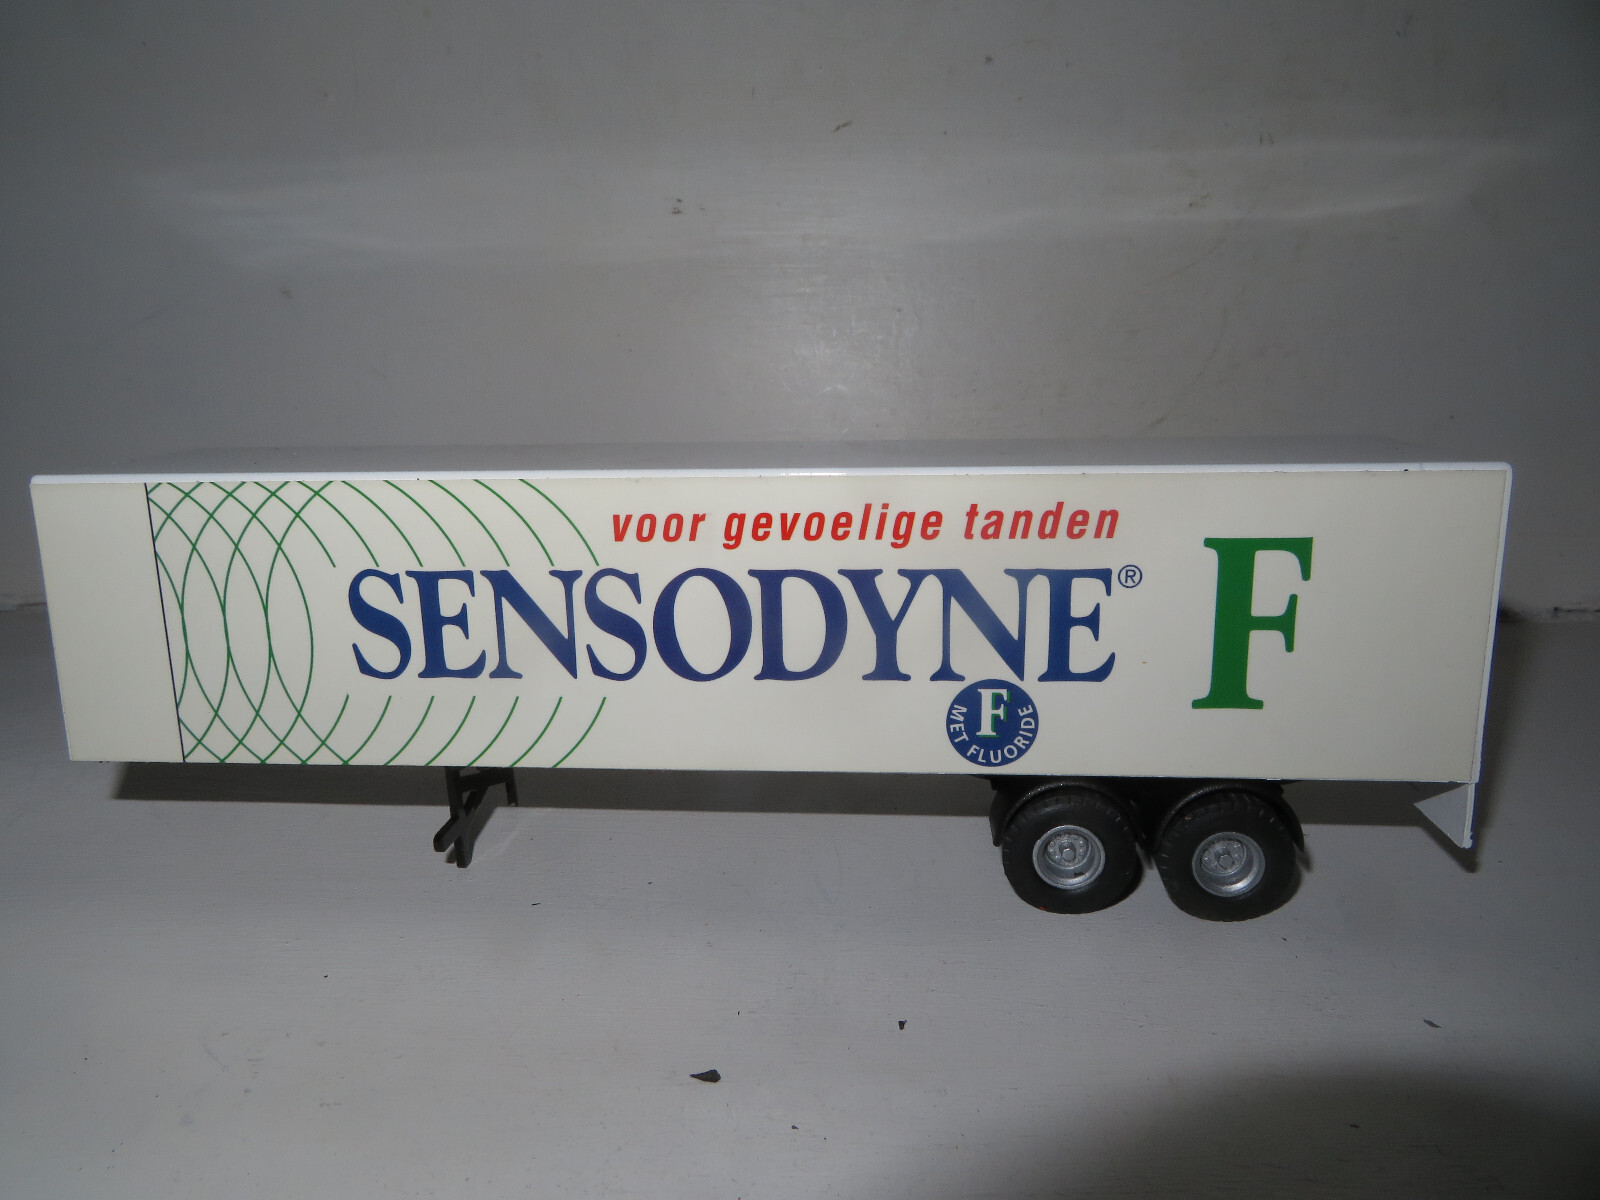 voor gevoelige tanden
SENSODYNE® F
F
MET FLUORIDE